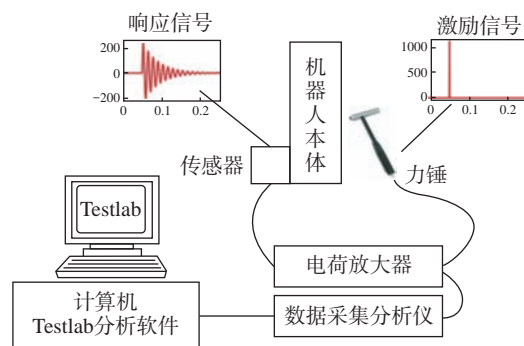 响应信号
200
0
−200
0
0.1
0.2
激励信号
1000
500
0
0
0.1
0.2
机器人本体
传感器
力锤
Testlab
电荷放大器
计算机
Testlab分析软件
数据采集分析仪